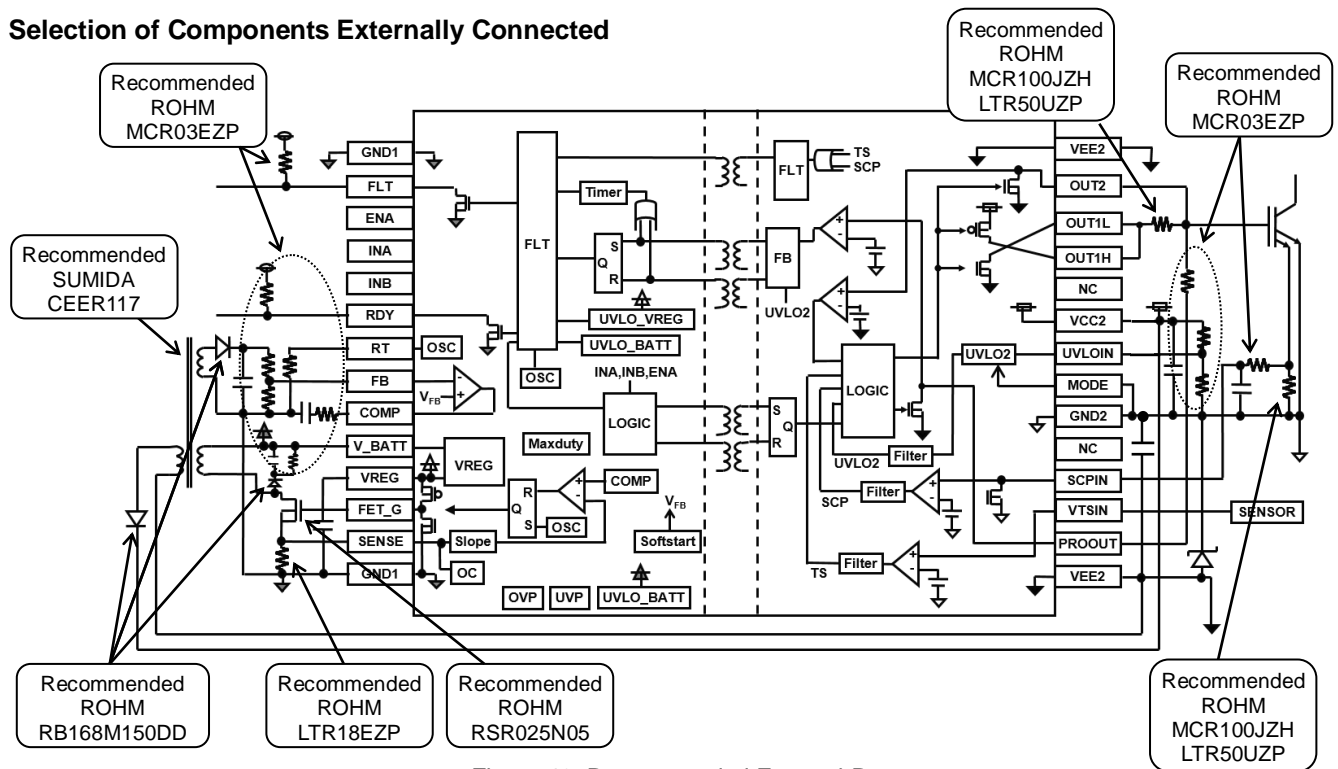 Selection of Components Externally Connected
Recommended
ROHM
MCR03EZP
Recommended
ROHM
MCR100JZH
LTR50UZP
Recommended
ROHM
MCR03EZP
Recommended
SUMIDA
CEER117
GND1
FLT
ENA
INA
INB
RDY
RT
FB
COMP
V_BATT
VREG
FET_G
SENSE
GND1
FLT
Timer
S
Q
R
UVLO_VREG
UVLO_BATT
OSC
OSC
INA,INB,ENA
LOGIC
VFB
-
+
Maxduty
VREG
R
Q
S
OSC
+
-
COMP
VFB
Softstart
Slope
OC
OVP
UVP
UVLO_BATT
FLT
TS
SCP
FB
UVLO2
+
-
+
-
LOGIC
UVLO2
S
Q
R
UVLO2
Filter
SCP
Filter
+
-
TS
Filter
+
-
VEE2
OUT2
OUT1L
OUT1H
NC
VCC2
UVLOIN
MODE
GND2
NC
SCPIN
VTSIN
PROOUT
VEE2
SENSOR
Recommended
ROHM
RB168M150DD
Recommended
ROHM
LTR18EZP
Recommended
ROHM
RSR025N05
Recommended
ROHM
MCR100JZH
LTR50UZP